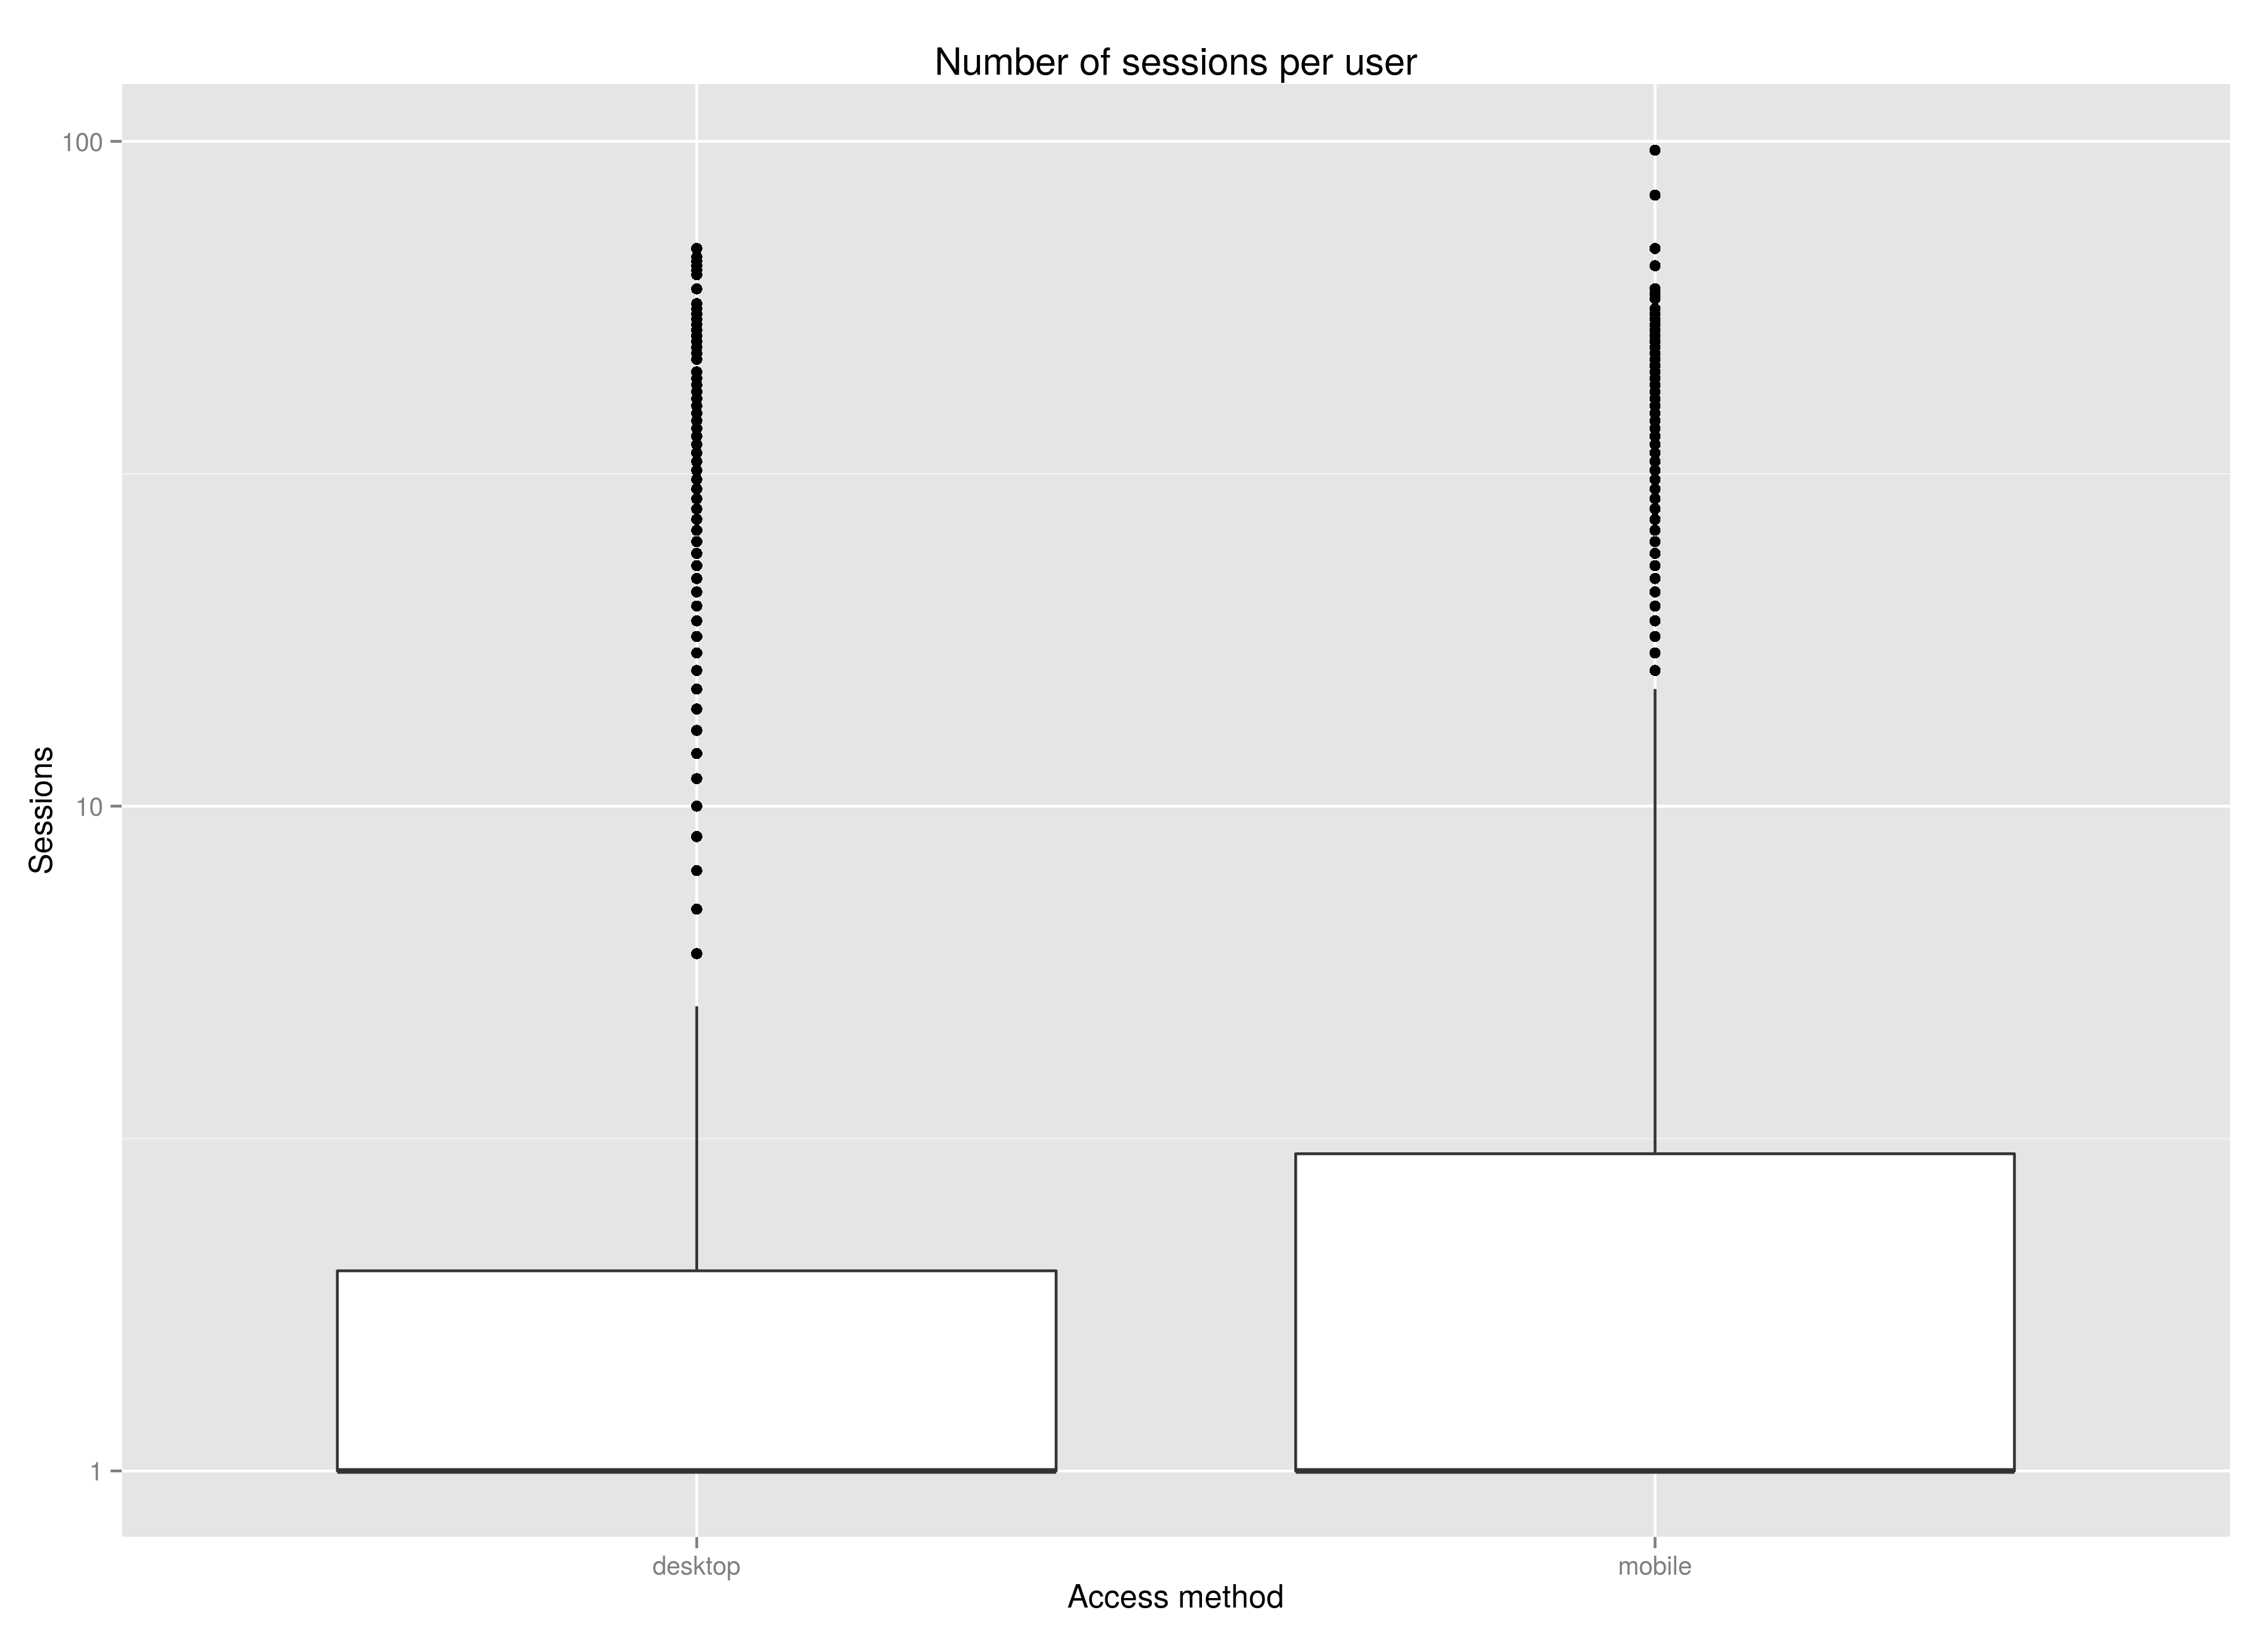 Number of sessions per user
100
10
1
Sessions
desktop
mobile
Access method